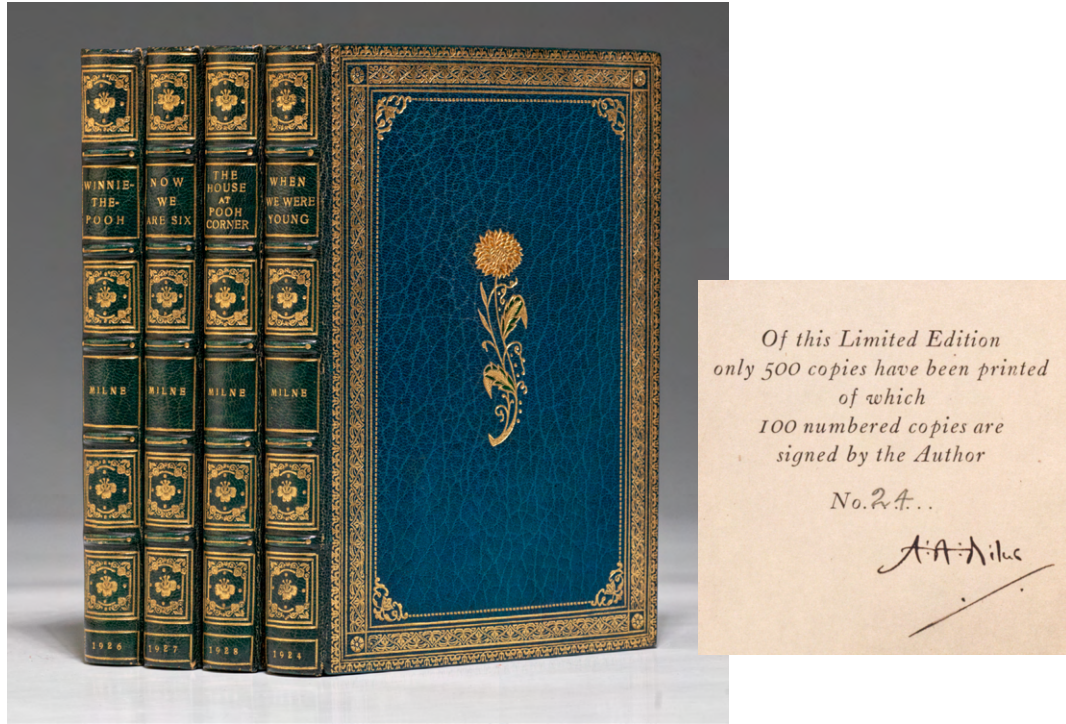 WINNIE-
THE-
POOH
MILNE
1926
NOW
WE
ARE SIX
MILNE
1927
THE
HOUSE
AT
POOH
CORNER
MILNE
1928
WHEN
WE WERE
YOUNG
MILNE
1924
Of this Limited Edition
only 500 copies have been printed
of which
100 numbered copies are
signed by the Author
No. 24...
A.A. Milne